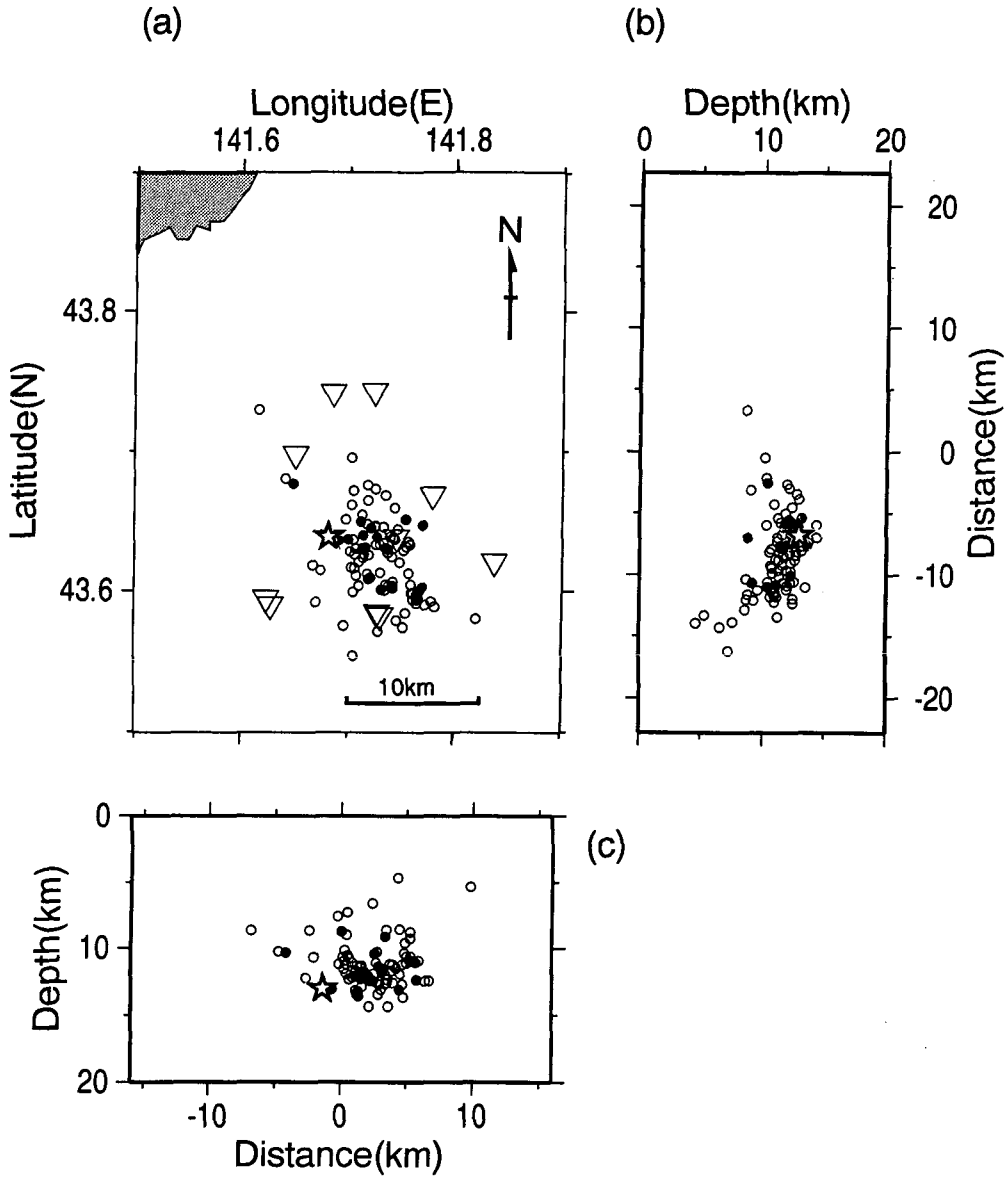 (a)
(b)
Longitude(E)
141.6
141.8
Depth(km)
0
10
20
N
43.8
43.6
Latitude(N)
10km
20
10
0
-10
-20
Distance(km)
(c)
0
10
20
Depth(km)
-10
0
10
Distance(km)